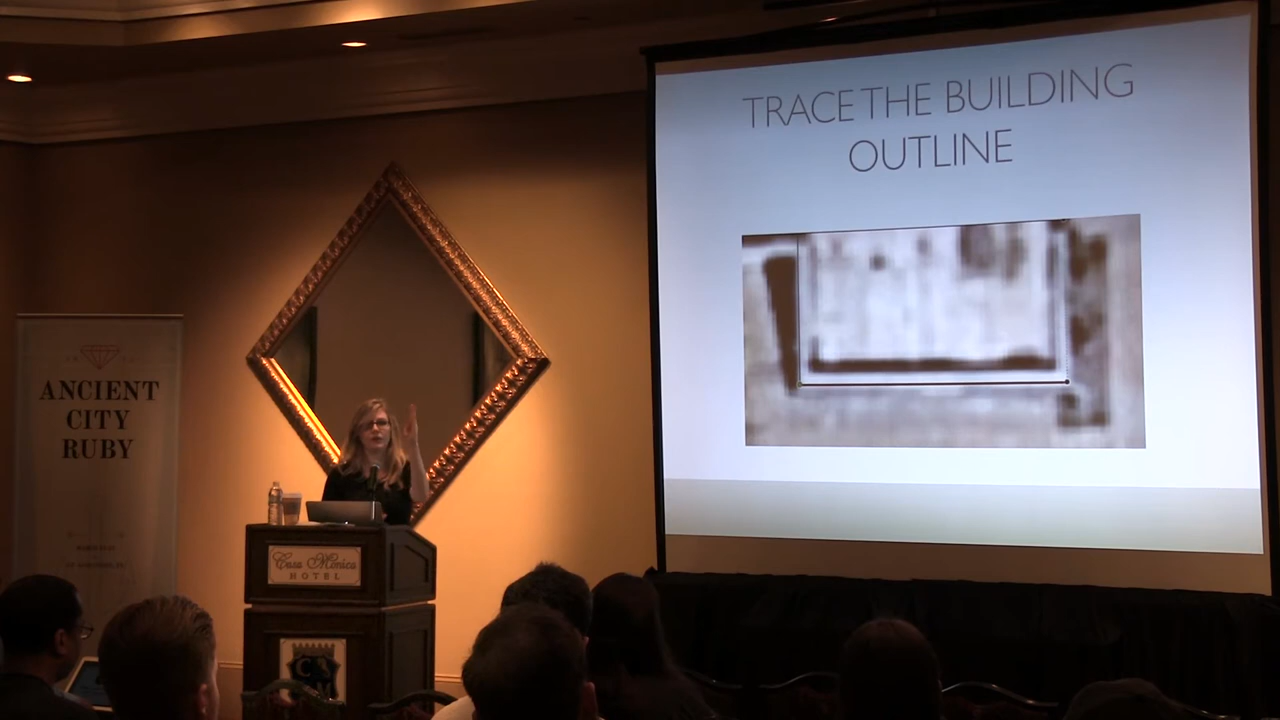 TRACE THE BUILDING
OUTLINE
ANCIENT
CITY
RUBY
Casa Monica
HOTEL